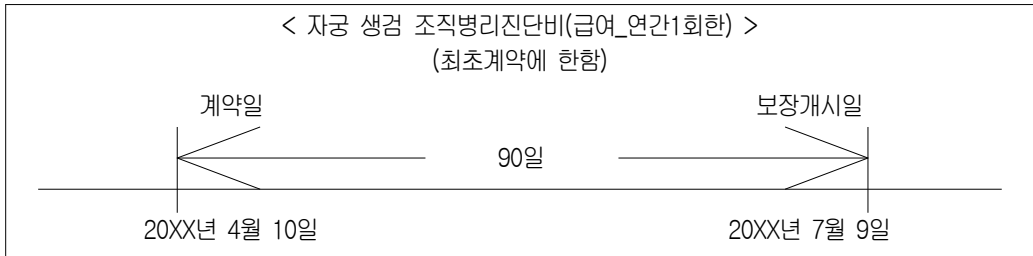 < 자궁 생검 조직병리진단비(급여_연간1회한) >
(최초계약에 한함)
계약일 보장개시일
90일
20XX년 4월 10일 20XX년 7월 9일